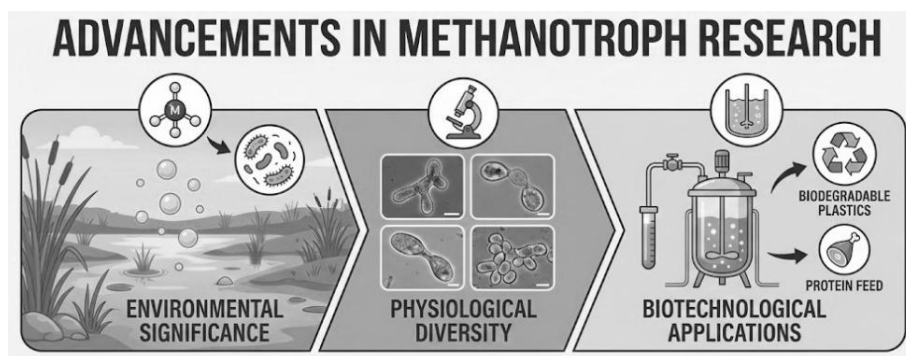 ADVANCEMENTS IN METHANOTROPH RESEARCH
M
ENVIRONMENTAL
SIGNIFICANCE
PHYSIOLOGICAL
DIVERSITY
BIODEGRADABLE
PLASTICS
PROTEIN FEED
BIOTECHNOLOGICAL
APPLICATIONS